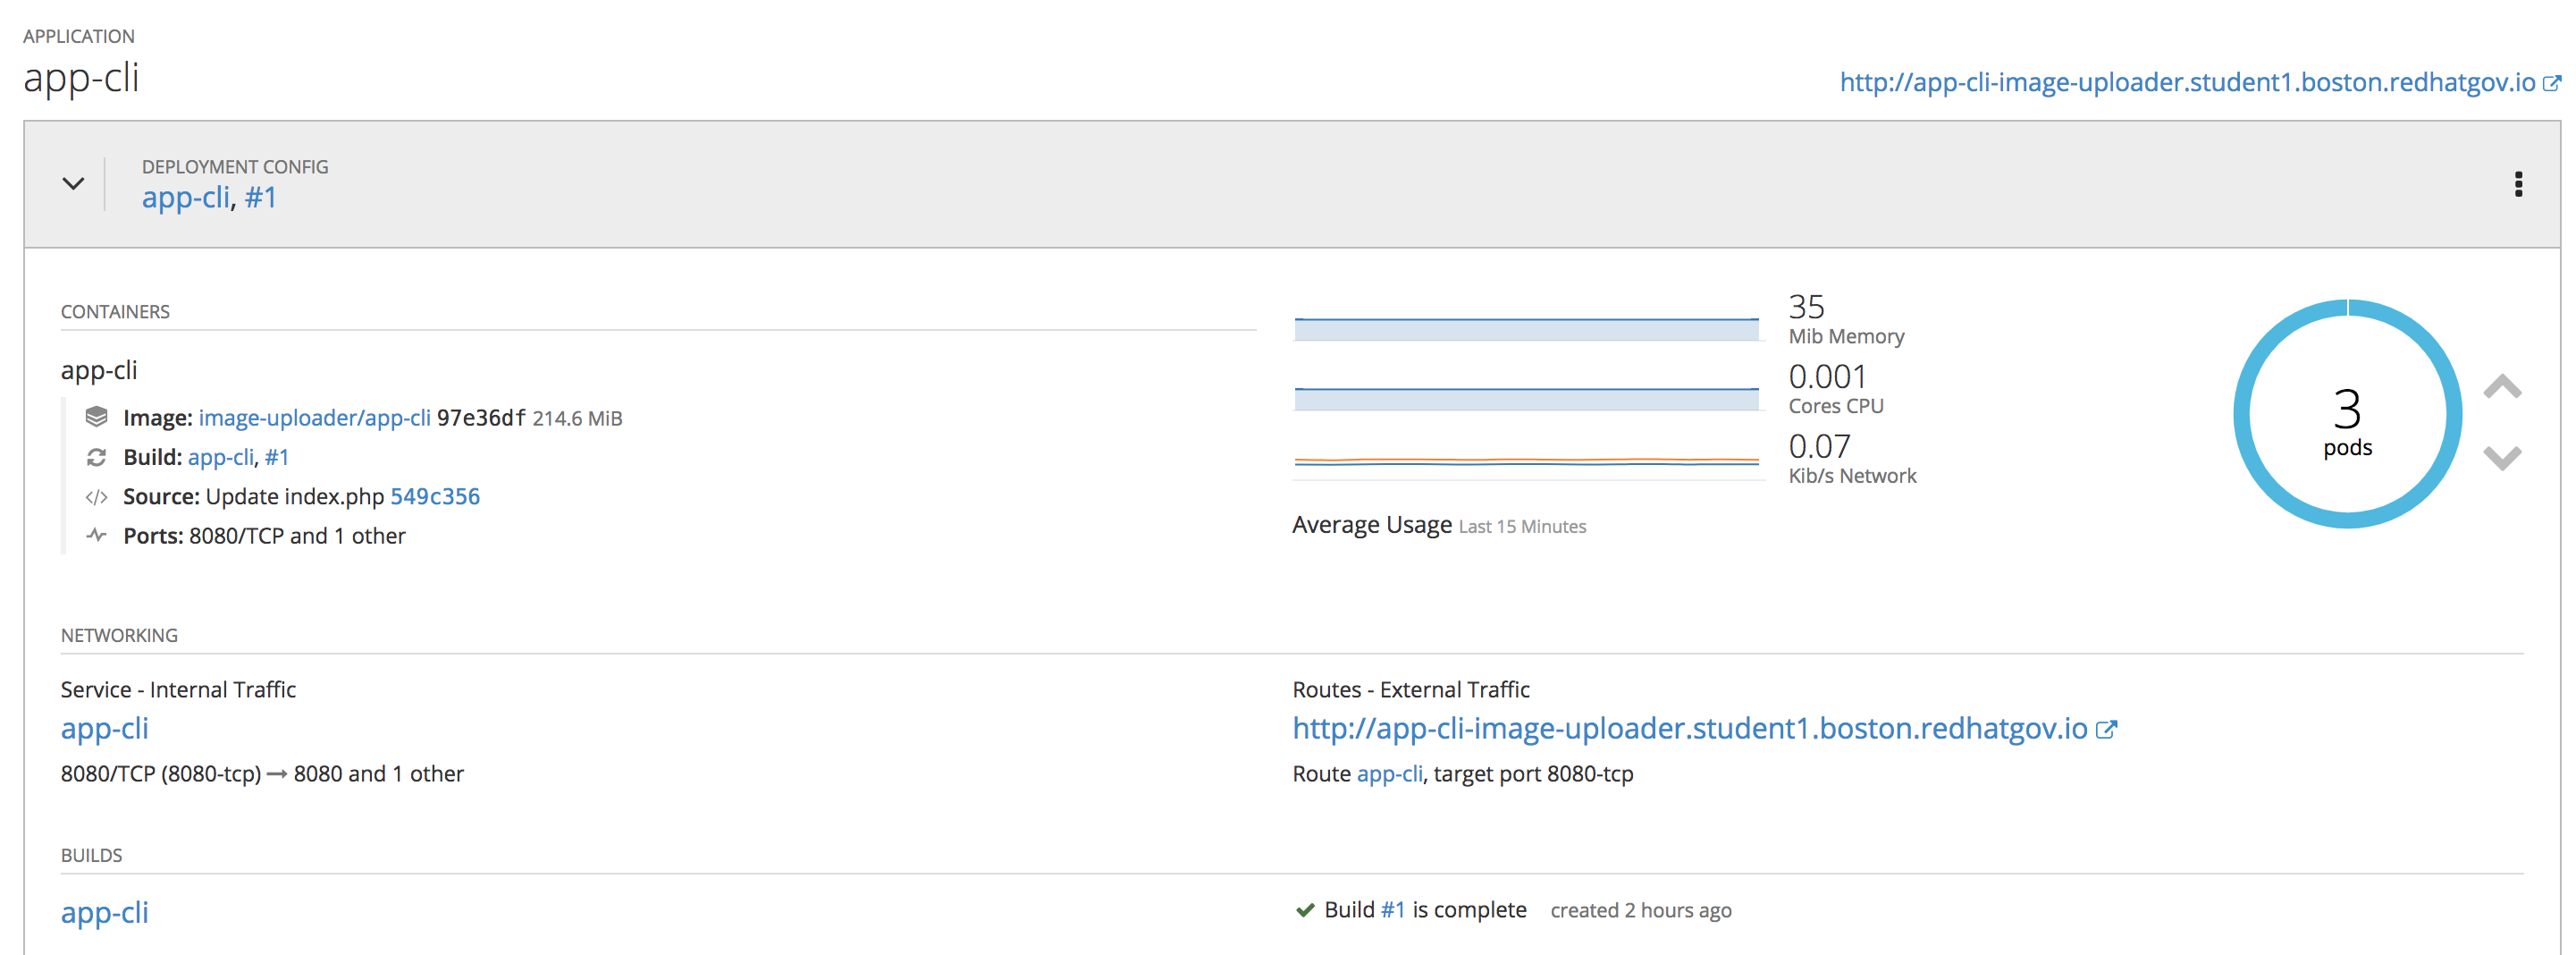 APPLICATION
app-cli
http://app-cli-image-uploader.student1.boston.redhatgov.io
DEPLOYMENT CONFIG
app-cli, #1
CONTAINERS
app-cli
Image: image-uploader/app-cli 97e36df 214.6 MiB
Build: app-cli, #1
Source: Update index.php 549c356
Ports: 8080/TCP and 1 other
35
Mib Memory
0.001
Cores CPU
0.07
Kib/s Network
Average Usage Last 15 Minutes
3
pods
NETWORKING
Service - Internal Traffic
app-cli
8080/TCP (8080-tcp) → 8080 and 1 other
Routes - External Traffic
http://app-cli-image-uploader.student1.boston.redhatgov.io
Route app-cli, target port 8080-tcp
BUILDS
app-cli
Build #1 is complete created 2 hours ago